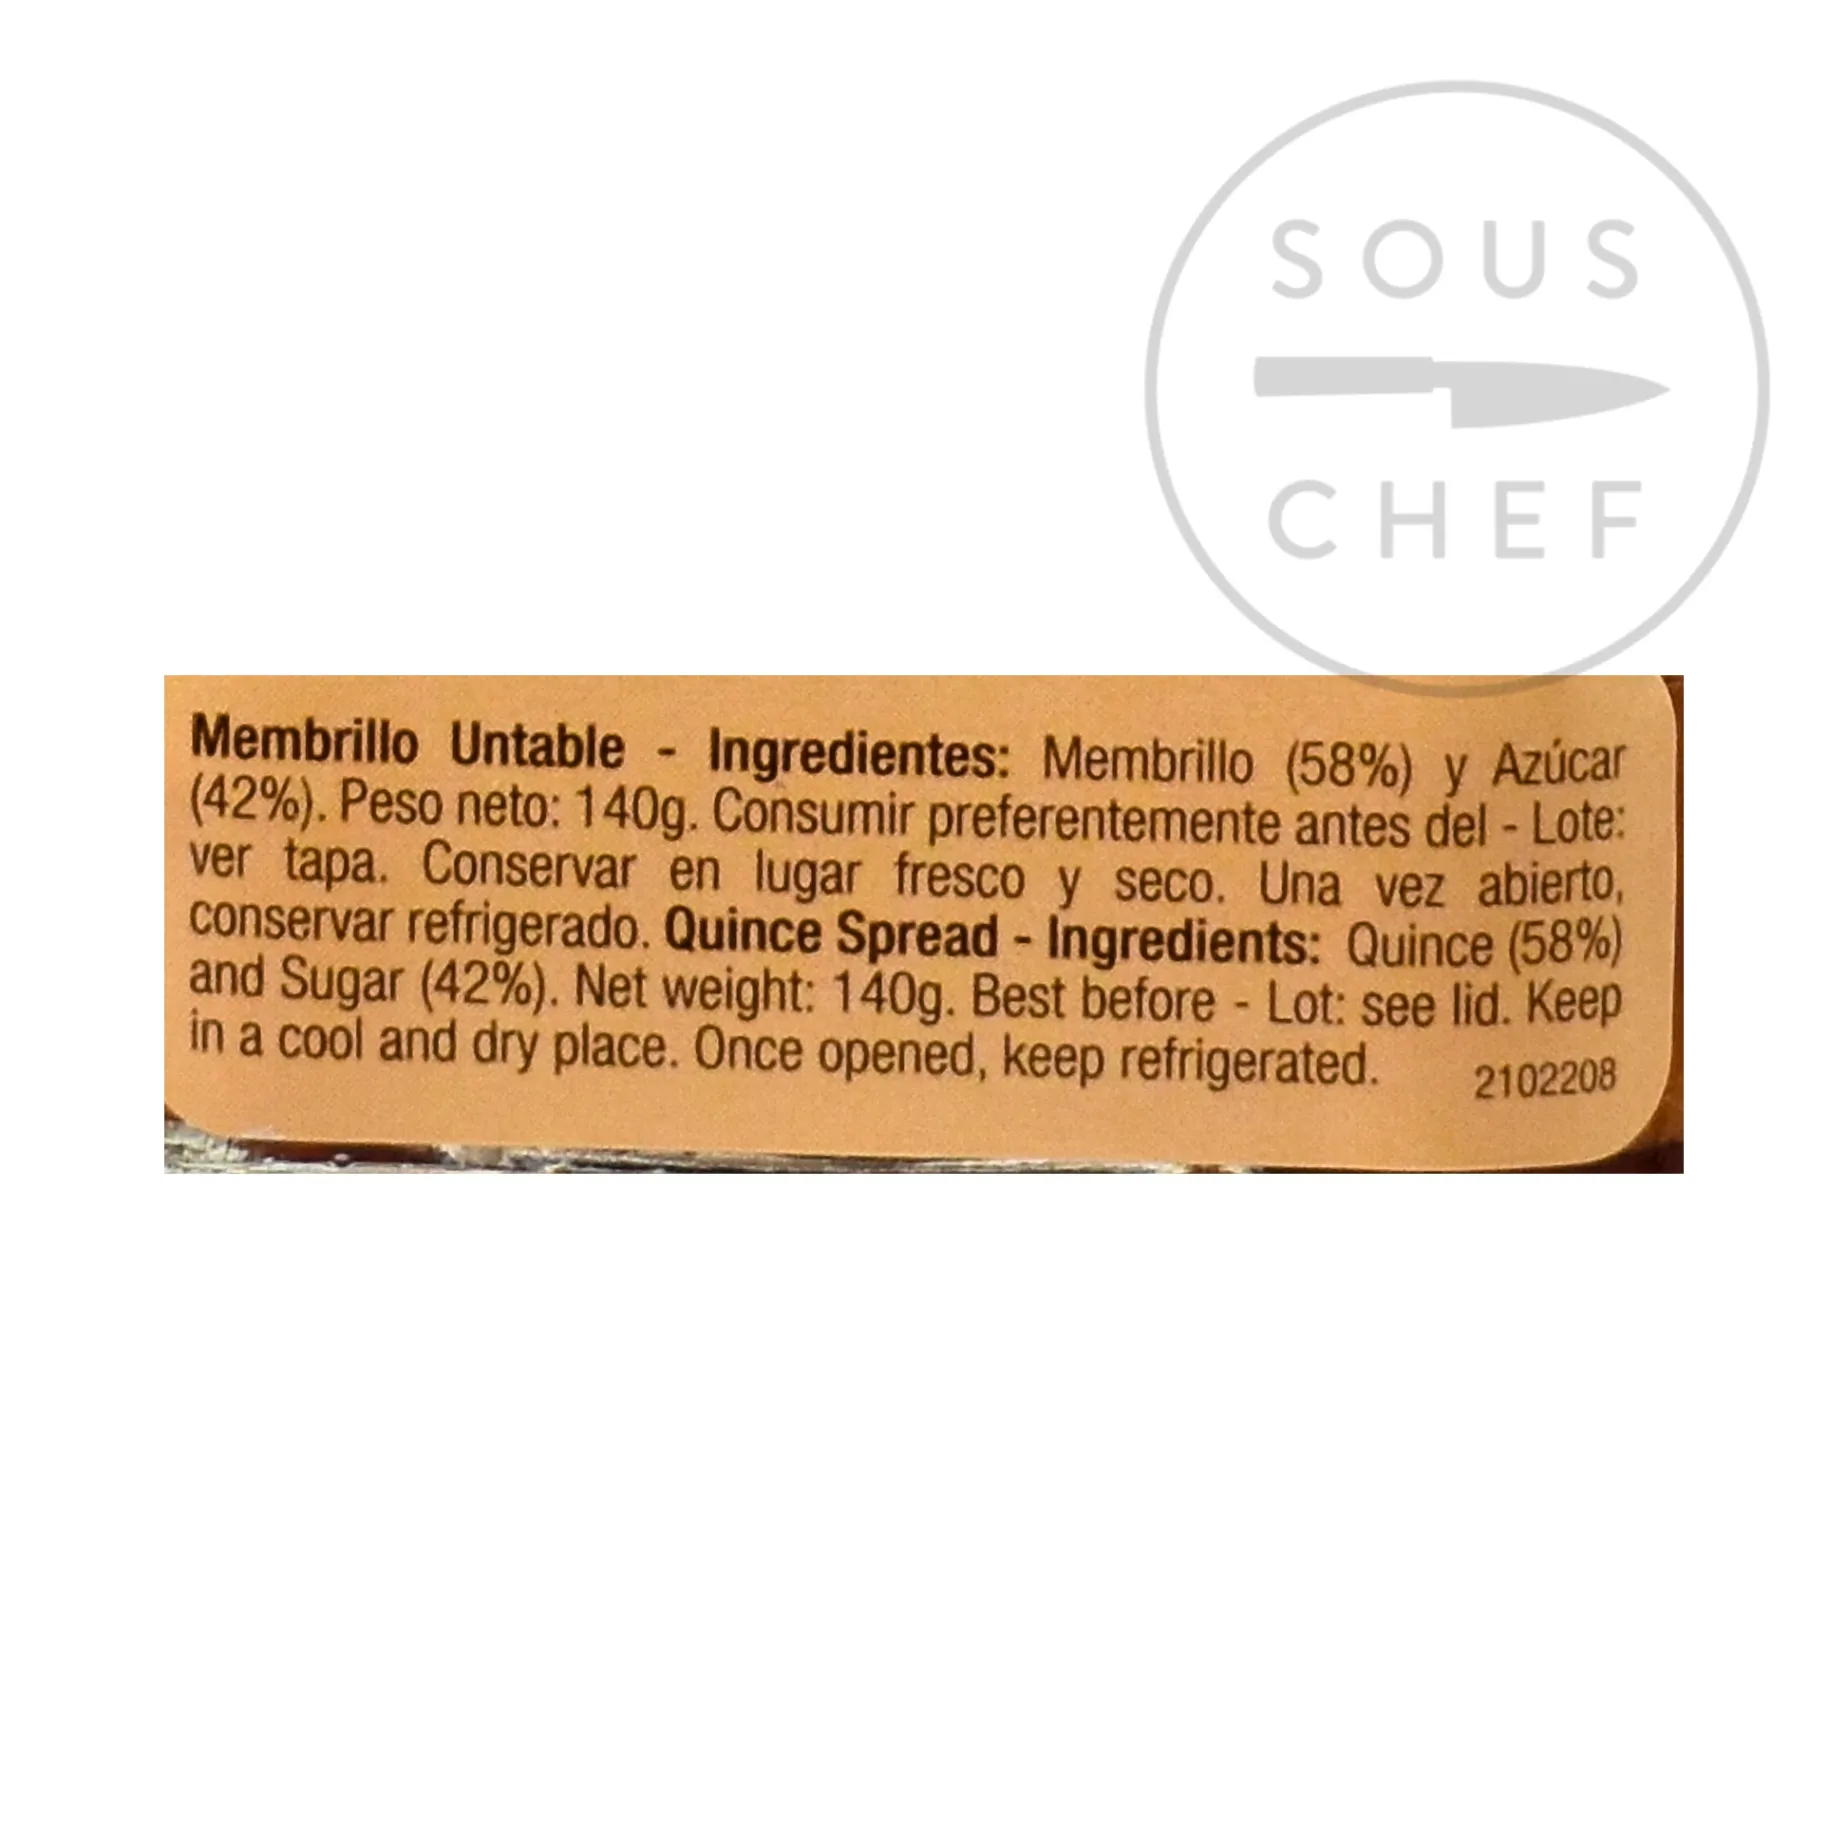 SOUS
CHEF
Membrillo Untable - Ingredientes: Membrillo (58%) y Azúcar
(42%). Peso neto: 140g. Consumir preferentemente antes del - Lote:
ver tapa. Conservar en lugar fresco y seco. Una vez abierto,
conservar refrigerado. Quince Spread - Ingredients: Quince (58%)
and Sugar (42%). Net weight: 140g. Best before - Lot: see lid. Keep
in a cool and dry place. Once opened, keep refrigerated. 2102208